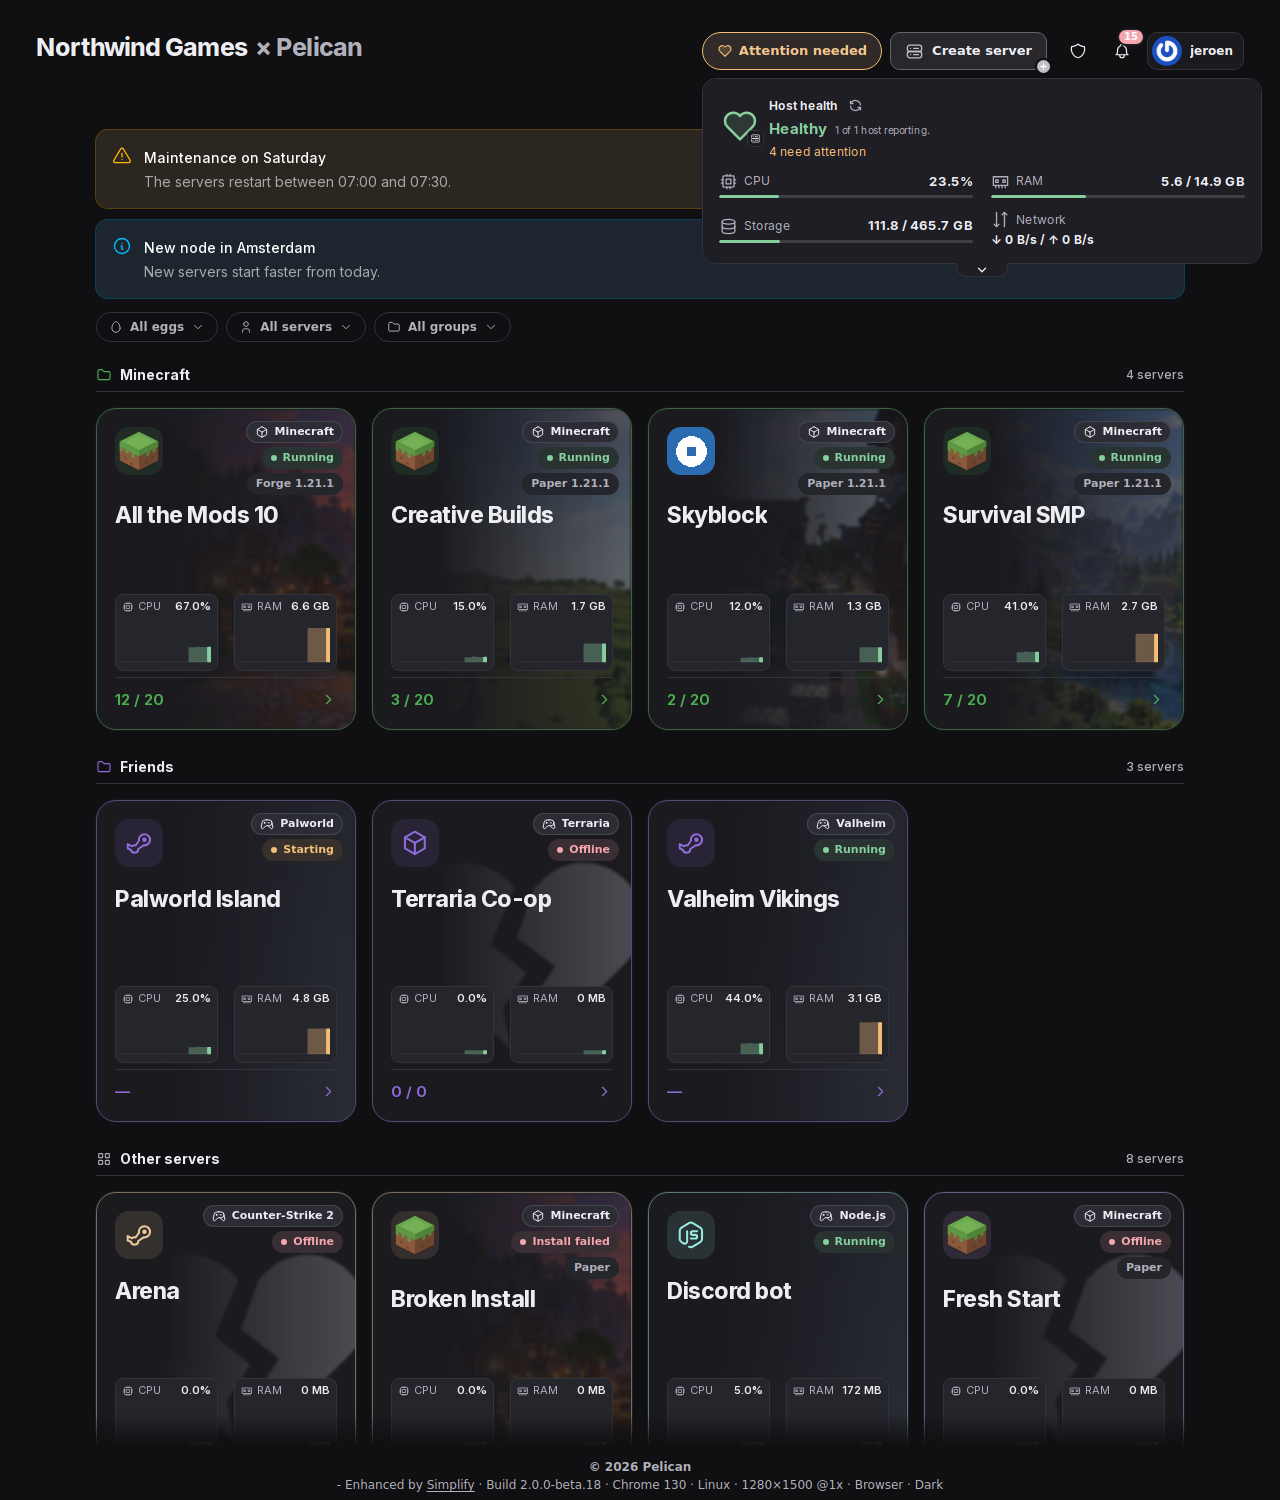 Northwind Games × Pelican
Attention needed
Create server
15
jeroen
Host health
Healthy 1 of 1 host reporting.
4 need attention
CPU 23.5%
RAM 5.6 / 14.9 GB
Storage 111.8 / 465.7 GB
Network
↓ 0 B/s / ↑ 0 B/s
Maintenance on Saturday
The servers restart between 07:00 and 07:30.
New node in Amsterdam
New servers start faster from today.
All eggs
All servers
All groups
Minecraft
4 servers
Minecraft
Running
Forge 1.21.1
All the Mods 10
CPU 67.0%
RAM 6.6 GB
12 / 20
Minecraft
Running
Paper 1.21.1
Creative Builds
CPU 15.0%
RAM 1.7 GB
3 / 20
Minecraft
Running
Paper 1.21.1
Skyblock
CPU 12.0%
RAM 1.3 GB
2 / 20
Minecraft
Running
Paper 1.21.1
Survival SMP
CPU 41.0%
RAM 2.7 GB
7 / 20
Friends
3 servers
Palworld
Starting
Palworld Island
CPU 25.0%
RAM 4.8 GB
—
Terraria
Offline
Terraria Co-op
CPU 0.0%
RAM 0 MB
0 / 0
Valheim
Running
Valheim Vikings
CPU 44.0%
RAM 3.1 GB
—
Other servers
8 servers
Counter-Strike 2
Offline
Arena
CPU 0.0%
RAM 0 MB
Minecraft
Install failed
Paper
Broken Install
CPU 0.0%
RAM 0 MB
Node.js
Running
JS
Discord bot
CPU 5.0%
RAM 172 MB
Minecraft
Offline
Paper
Fresh Start
CPU 0.0%
RAM 0 MB
© 2026 Pelican
- Enhanced by Simplify · Build 2.0.0-beta.18 · Chrome 130 · Linux · 1280×1500 @1x · Browser · Dark